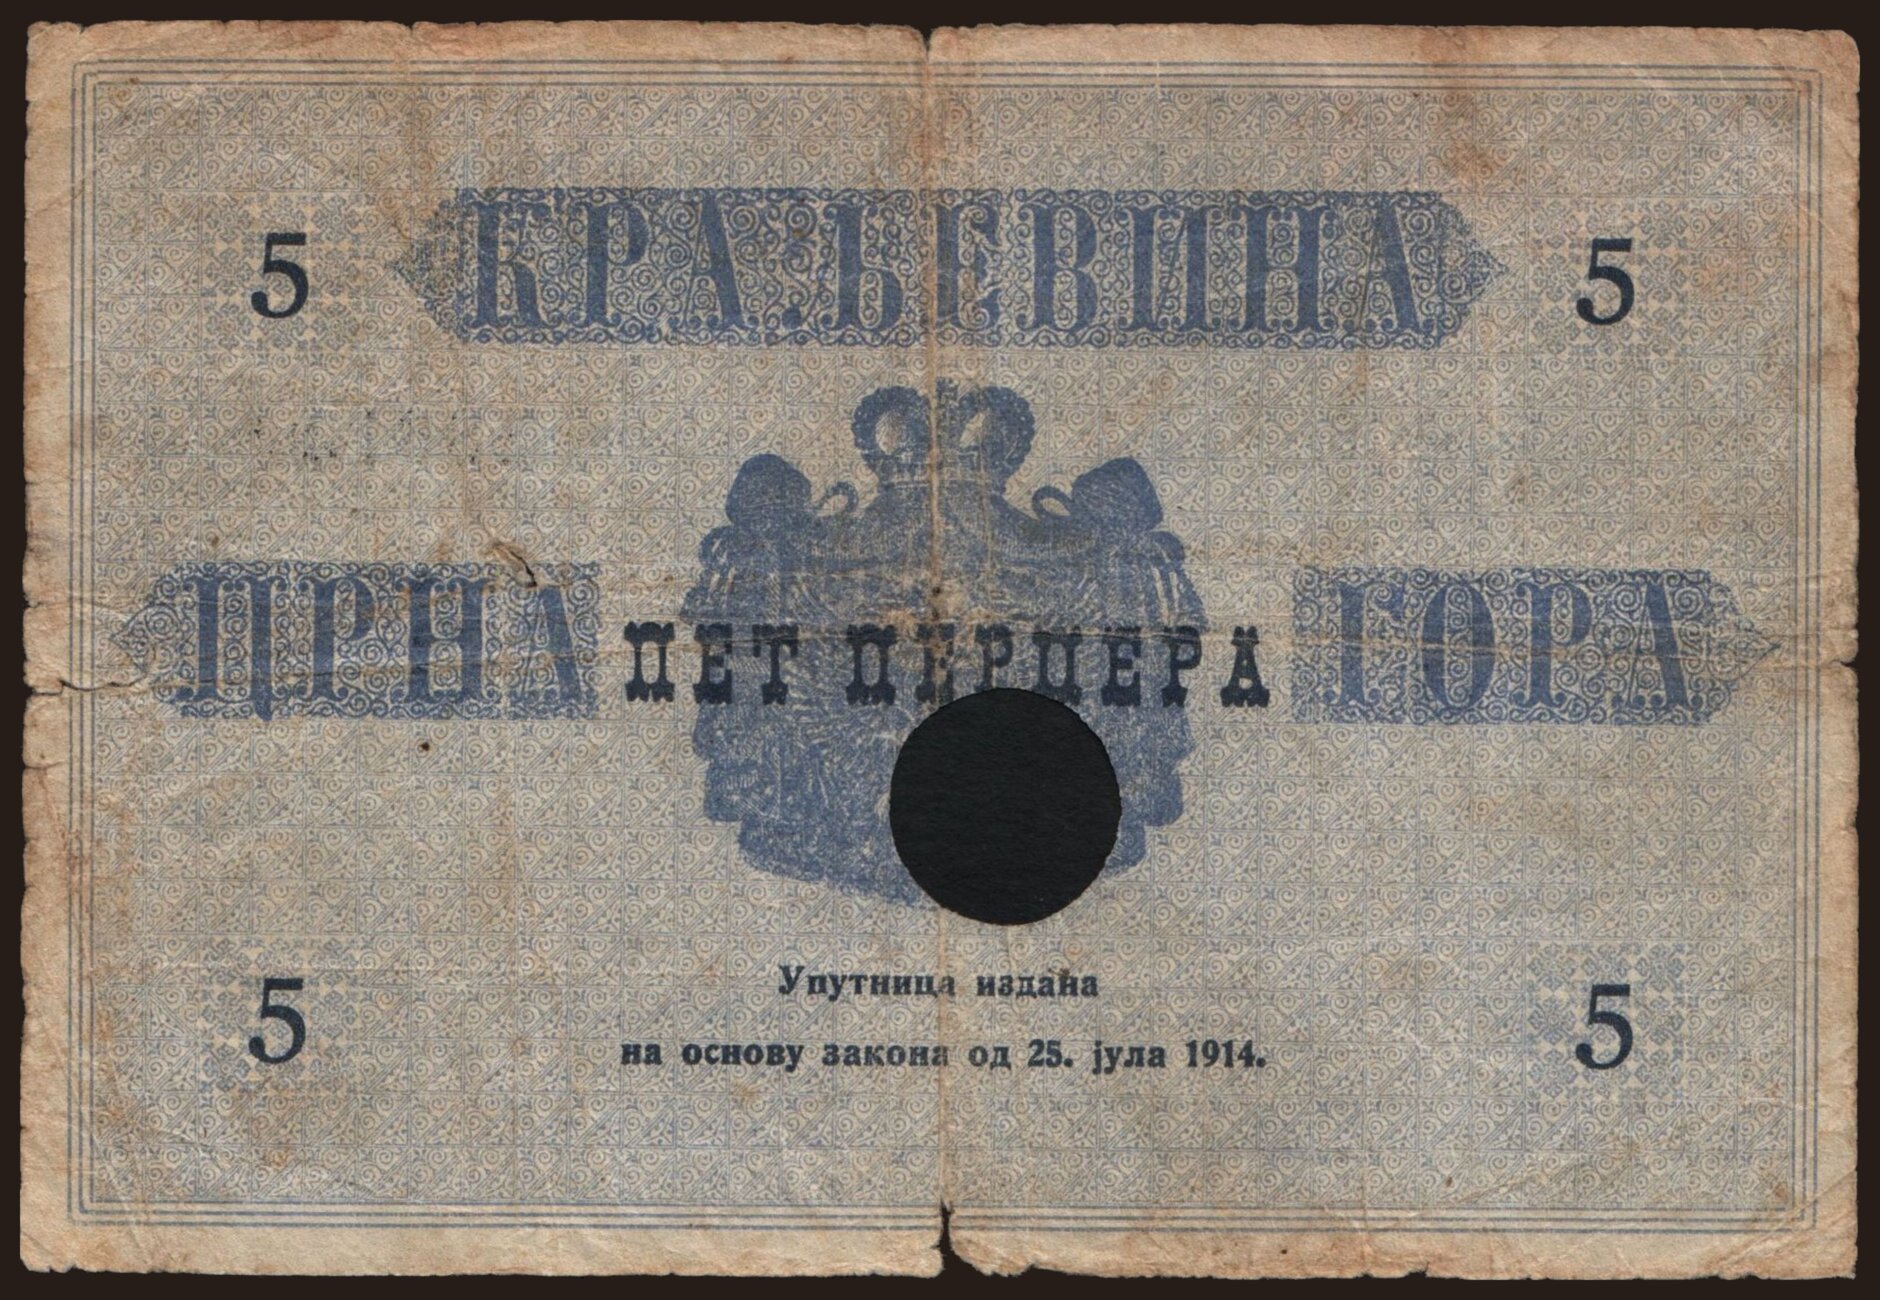 5 КРАЉЕВИНА 5
ЦРНА ПЕТ ПЕРПЕРА ГОРА
Упутница издана
на основу закона од 25. јула 1914.
5 5